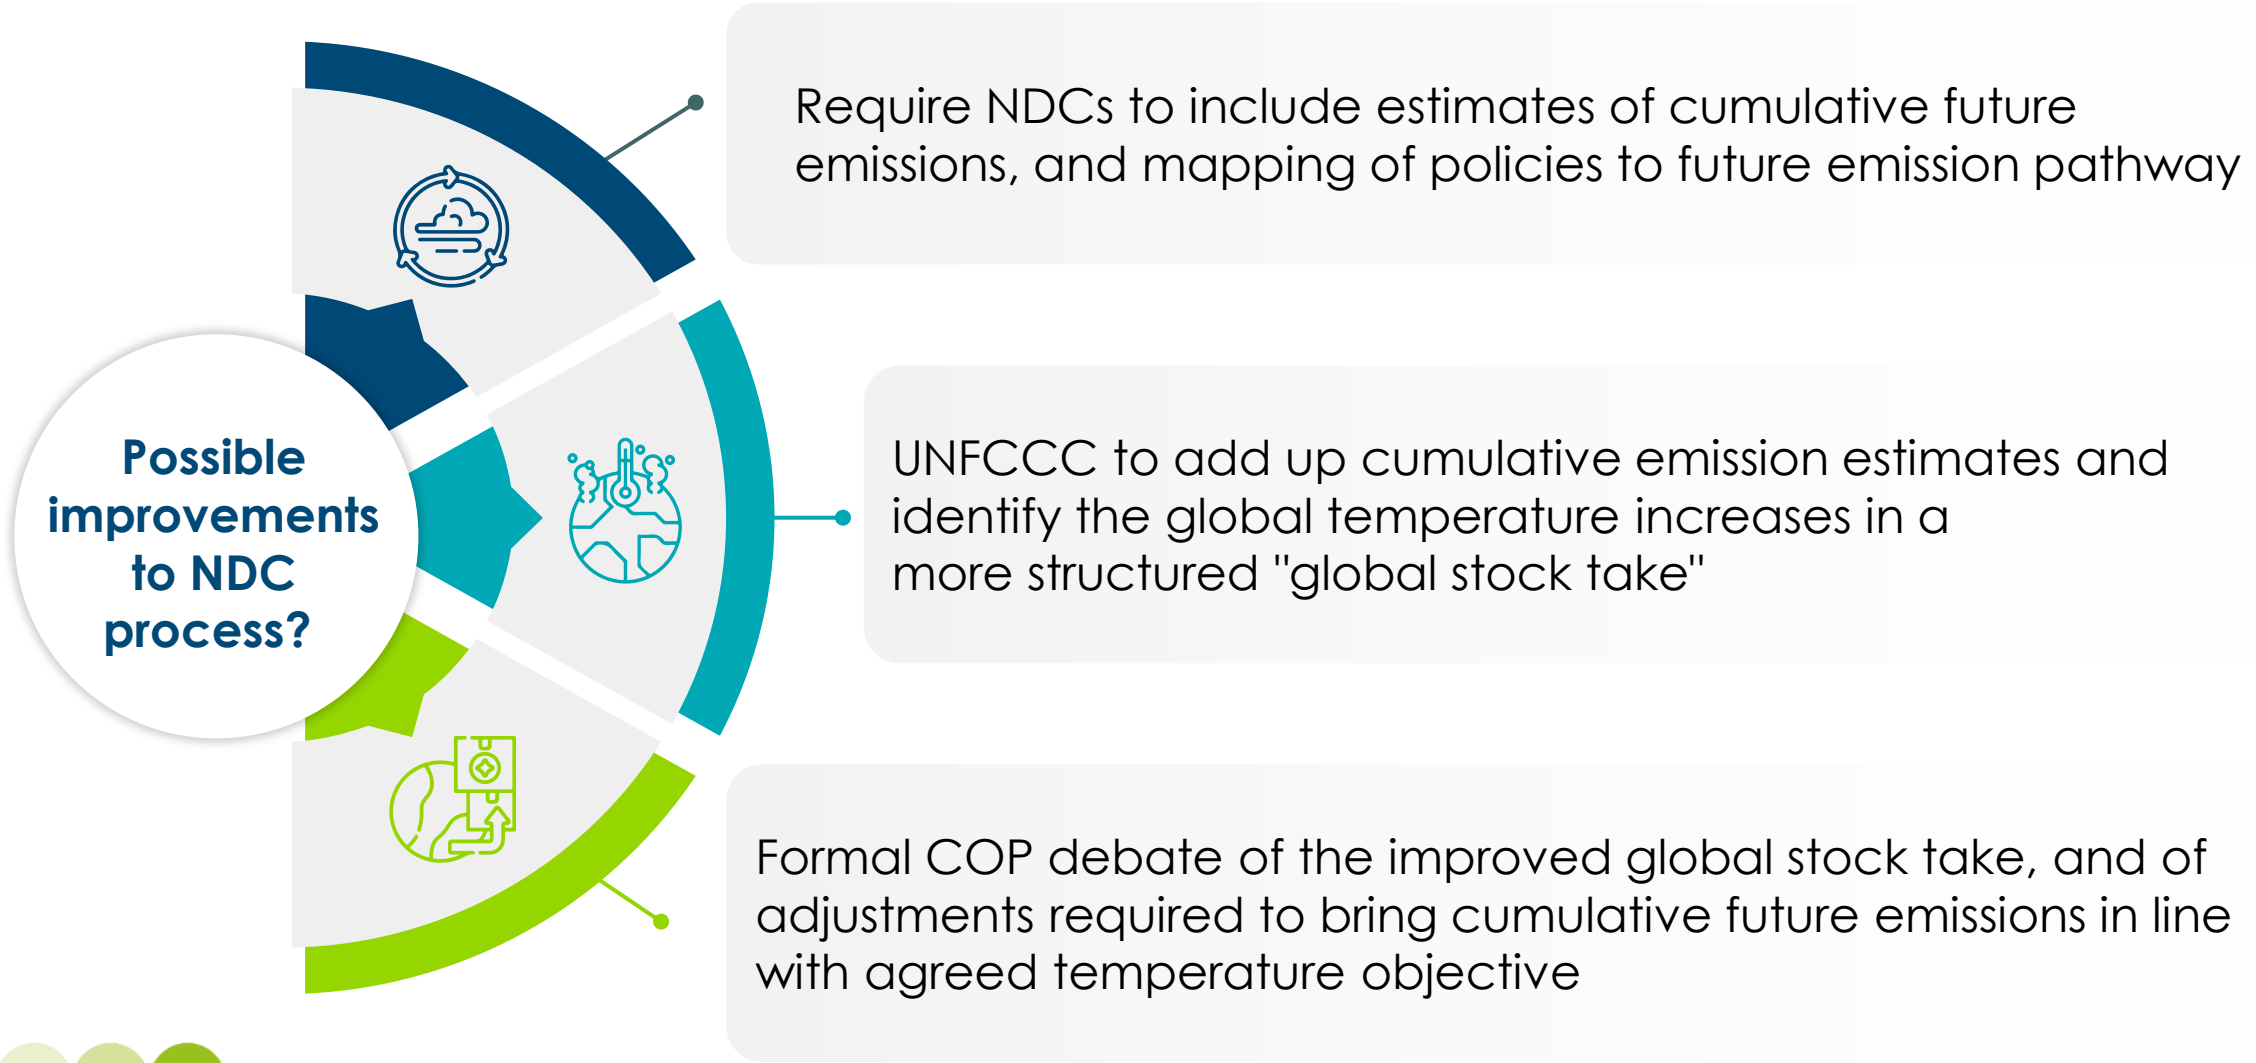 Possible
improvements
to NDC
process?
Require NDCs to include estimates of cumulative future
emissions, and mapping of policies to future emission pathway
UNFCCC to add up cumulative emission estimates and
identify the global temperature increases in a
more structured "global stock take"
Formal COP debate of the improved global stock take, and of
adjustments required to bring cumulative future emissions in line
with agreed temperature objective